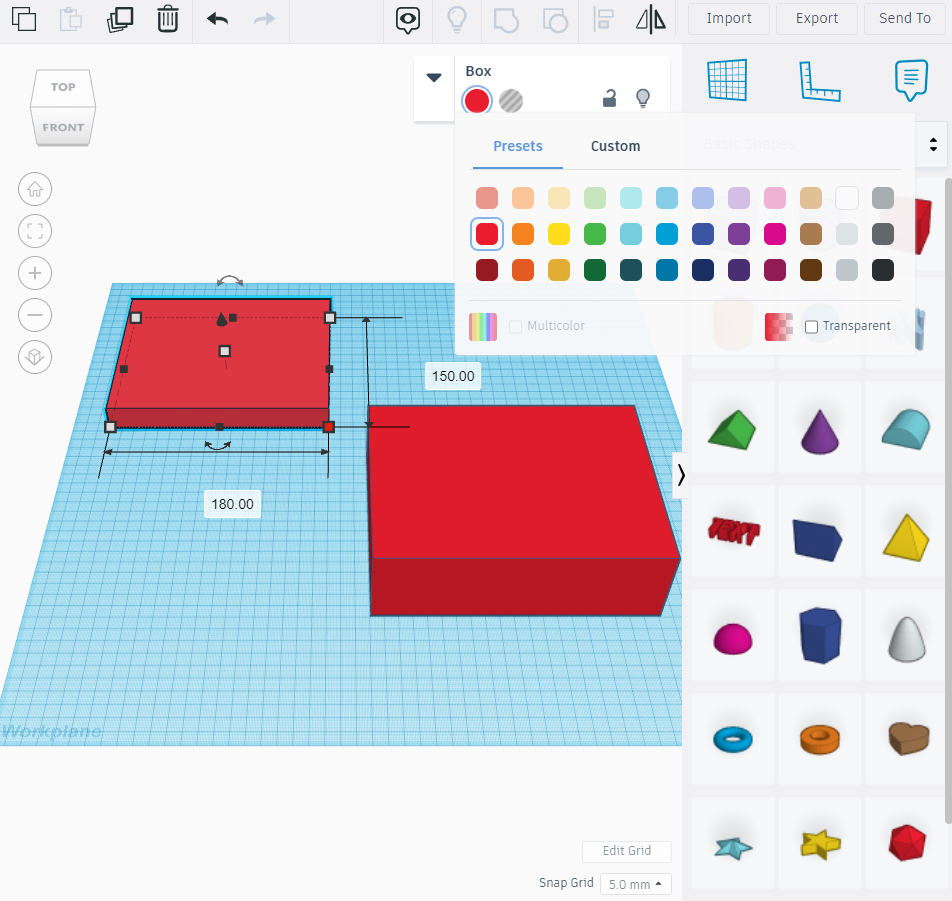 Import
Export
Send To
TOP
FRONT
Box
Presets
Custom
Basic Shapes
Multicolor
Transparent
150.00
180.00
TEXT
Workplane
Edit Grid
Snap Grid
5.0 mm